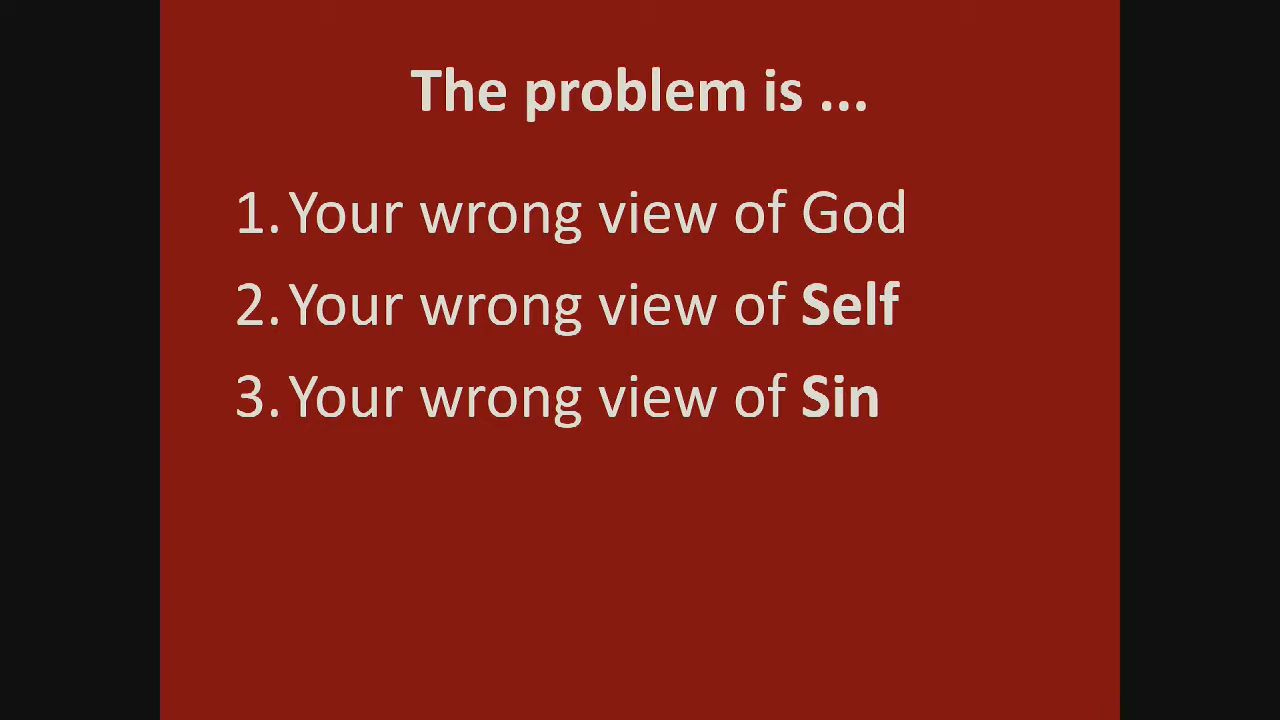 The problem is ...
1. Your wrong view of God
2. Your wrong view of Self
3. Your wrong view of Sin